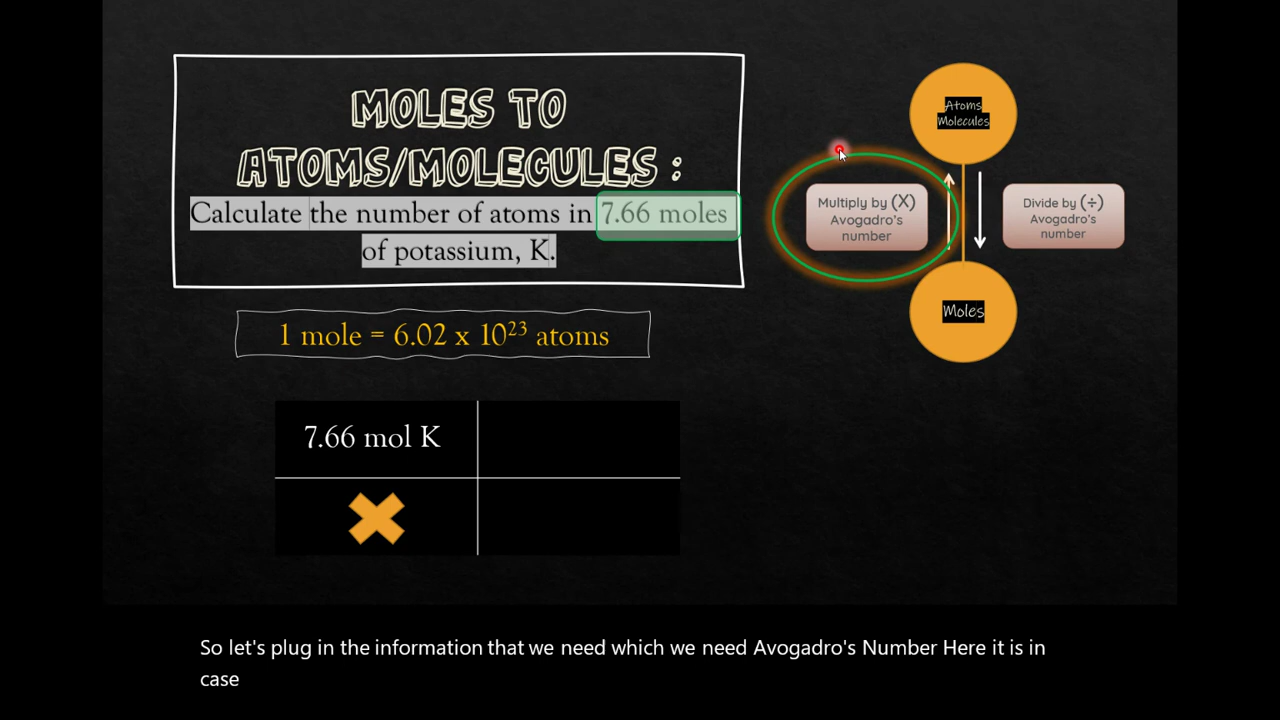 MOLES TO
ATOMS/MOLECULES :
Calculate the number of atoms in 7.66 moles
of potassium, K.
1 mole = 6.02 x 10²³ atoms
7.66 mol K
Atoms
Molecules
Multiply by (X)
Avogadro's
number
Divide by (÷)
Avogadro's
number
Moles
So let's plug in the information that we need which we need Avogadro's Number Here it is in
case